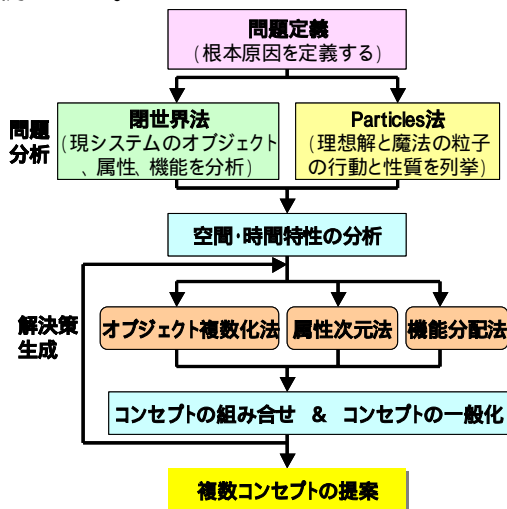 問題定義
(根本原因を定義する)
問題
分析
閉世界法
(現システムのオブジェクト
、属性、機能を分析)
Particles法
(理想解と魔法の粒子
の行動と性質を列挙)
空間・時間特性の分析
解決策
生成
オブジェクト複数化法
属性次元法
機能分配法
コンセプトの組み合せ & コンセプトの一般化
複数コンセプトの提案